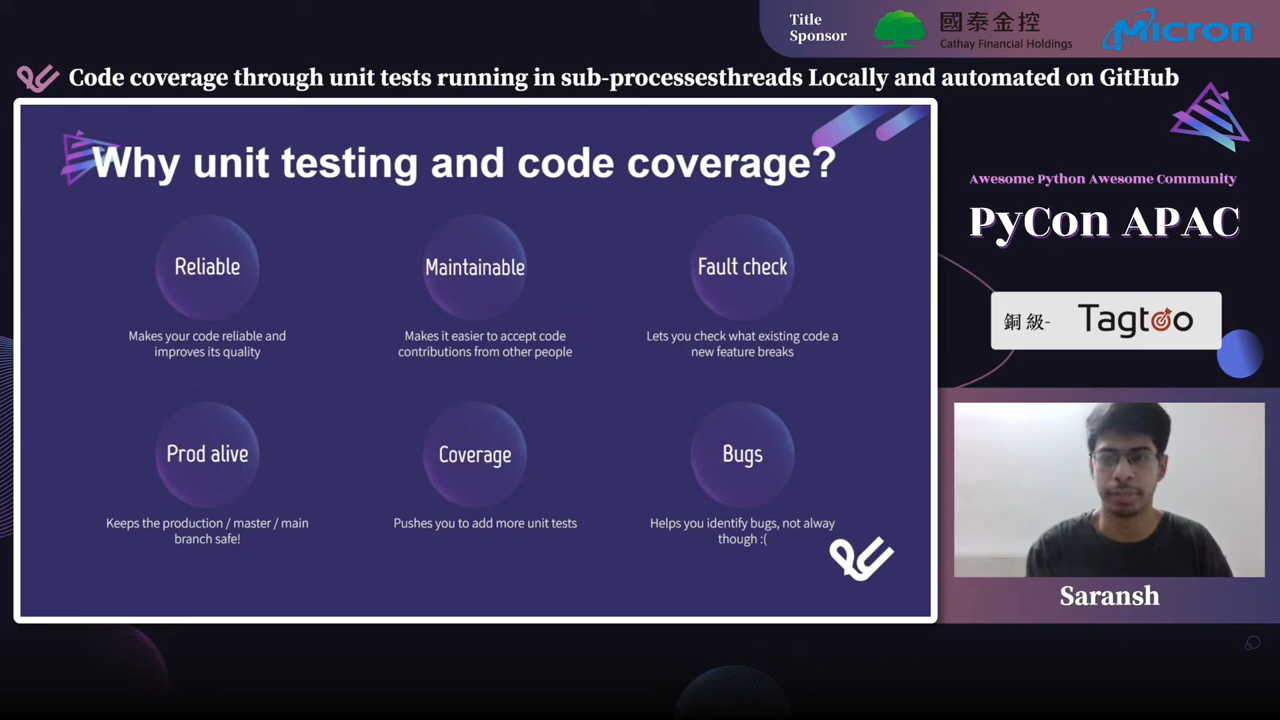 Title
Sponsor
國泰金控
Cathay Financial Holdings
Micron
Code coverage through unit tests running in sub-processesthreads Locally and automated on GitHub
Why unit testing and code coverage?
Reliable
Makes your code reliable and
improves its quality
Maintainable
Makes it easier to accept code
contributions from other people
Fault check
Lets you check what existing code a
new feature breaks
Prod alive
Keeps the production / master / main
branch safe!
Coverage
Pushes you to add more unit tests
Bugs
Helps you identify bugs, not alway
though :(
Awesome Python Awesome Community
PyCon APAC
銅級- Tagtoo
Saransh